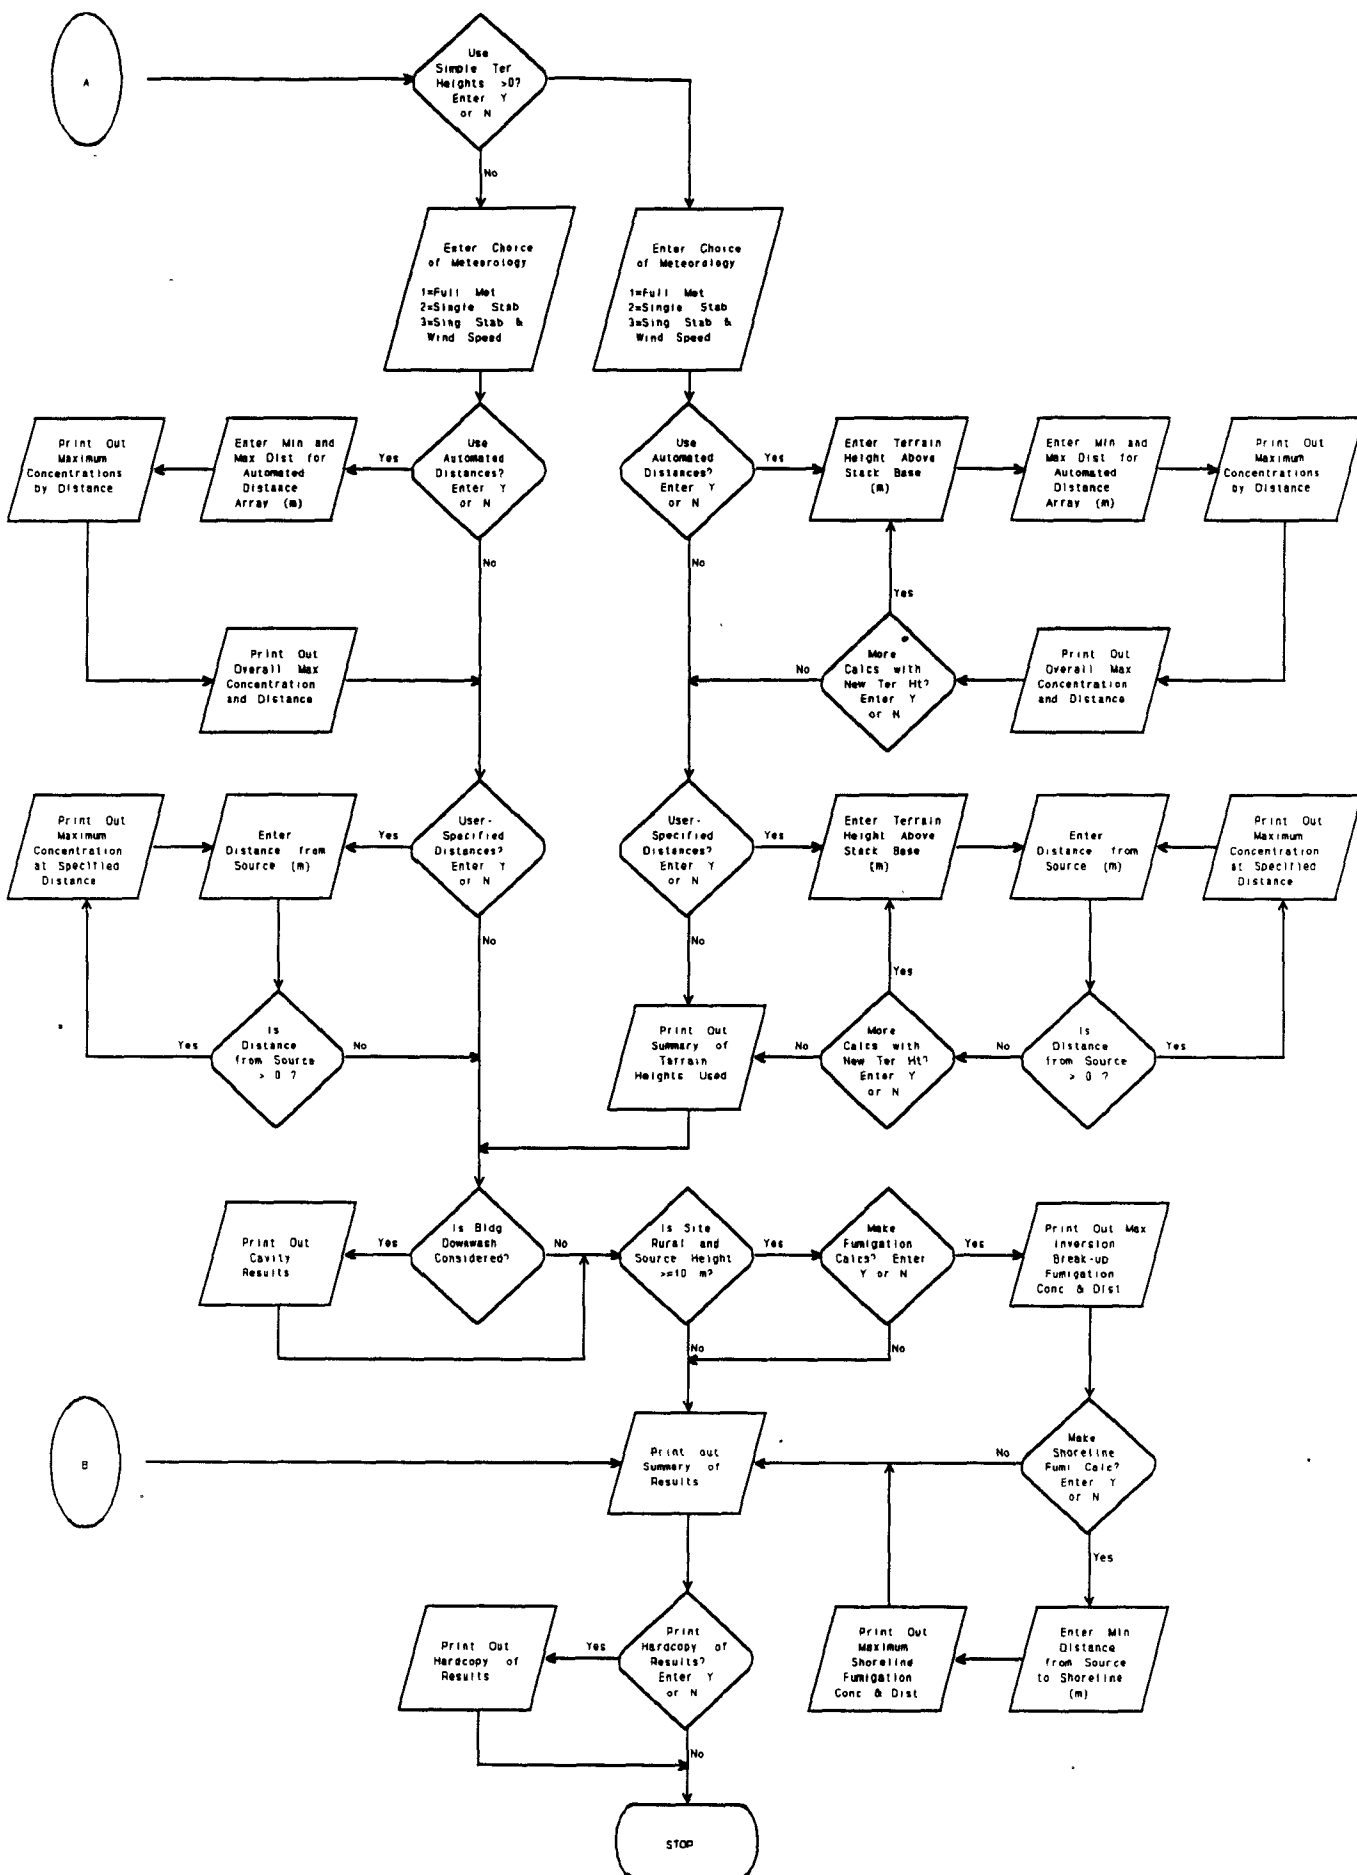 A
Use
Simple Ter
Heights >0?
Enter Y
or N
No
Enter Choice
of Meteorology
1=Full Met
2=Single Stab
3=Sing Stab &
Wind Speed
Enter Choice
of Meteorology
1=Full Met
2=Single Stab
3=Sing Stab &
Wind Speed
Print Out
Maximum
Concentrations
by Distance
Enter Min and
Max Dist for
Automated
Distance
Array (m)
Yes
Use
Automated
Distances?
Enter Y
or N
No
Use
Automated
Distances?
Enter Y
or N
Yes
No
Enter Terrain
Height Above
Stack Base
(m)
Enter Min and
Max Dist for
Automated
Distance
Array (m)
Print Out
Maximum
Concentrations
by Distance
Yes
Print Out
Overall Max
Concentration
and Distance
No
More
Calcs with
New Ter Ht?
Enter Y
or N
Print Out
Overall Max
Concentration
and Distance
Print Out
Maximum
Concentration
at Specified
Distance
Enter
Distance from
Source (m)
Yes
User-
Specified
Distances?
Enter Y
or N
No
User-
Specified
Distances?
Enter Y
or N
Yes
No
Enter Terrain
Height Above
Stack Base
(m)
Enter
Distance from
Source (m)
Print Out
Maximum
Concentration
at Specified
Distance
Yes
Yes
Is
Distance
from Source
> 0 ?
No
Print Out
Summary of
Terrain
Heights Used
No
More
Calcs with
New Ter Ht?
Enter Y
or N
No
Is
Distance
from Source
> 0 ?
Yes
Print Out
Cavity
Results
Yes
Is Bldg
Downwash
Considered?
No
Is Site
Rural and
Source Height
>=10 m?
Yes
Make
Fumigation
Calcs? Enter
Y or N
Yes
Print Out Max
Inversion
Break-up
Fumigation
Conc & Dist
No
No
B
Print out
Summary of
Results
No
Make
Shoreline
Fumi Calc?
Enter Y
or N
Yes
Print Out
Hardcopy of
Results
Yes
Print
Hardcopy of
Results?
Enter Y
or N
Print Out
Maximum
Shoreline
Fumigation
Conc & Dist
Enter Min
Distance
from Source
to Shoreline
(m)
No
STOP